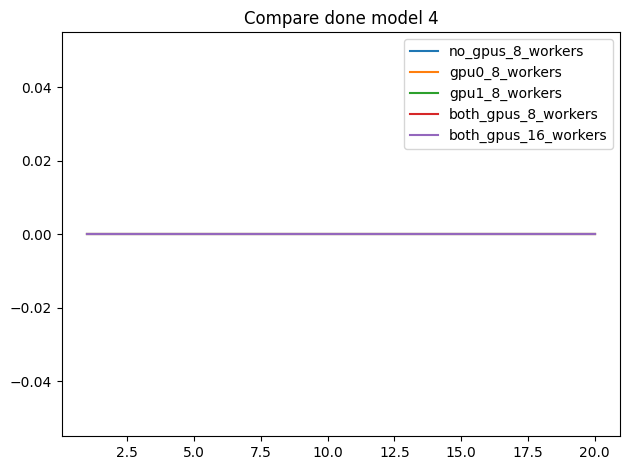 Compare done model 4
no_gpus_8_workers
gpu0_8_workers
gpu1_8_workers
both_gpus_8_workers
both_gpus_16_workers
0.04
0.02
0.00
−0.02
−0.04
2.5 5.0 7.5 10.0 12.5 15.0 17.5 20.0